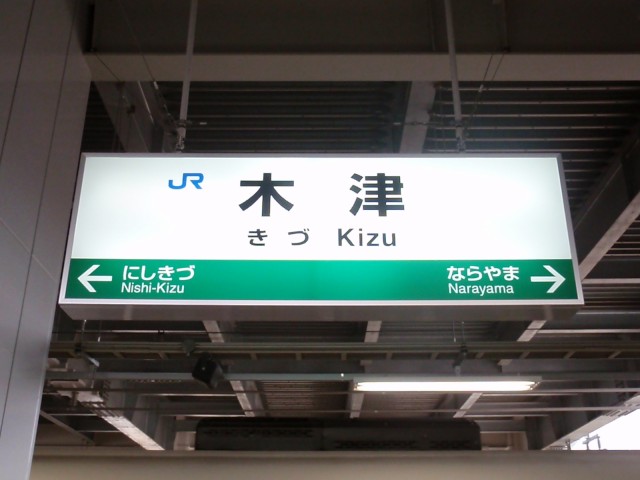 JR 木津
きづ Kizu
← にしきづ ならやま →
Nishi-Kizu Narayama